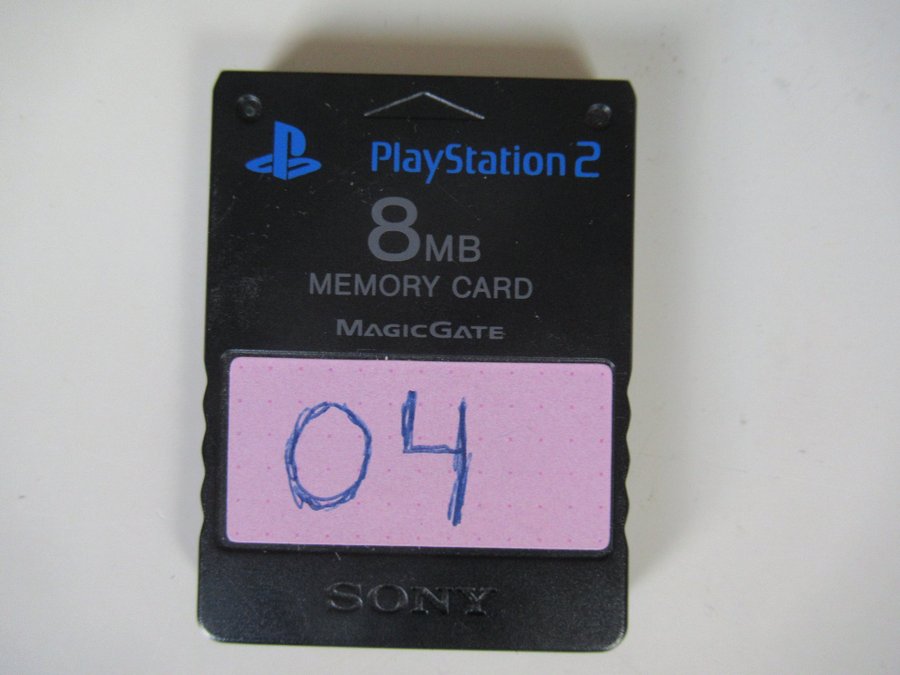 PlayStation 2
8MB
MEMORY CARD
MAGICGATE
04
SONY